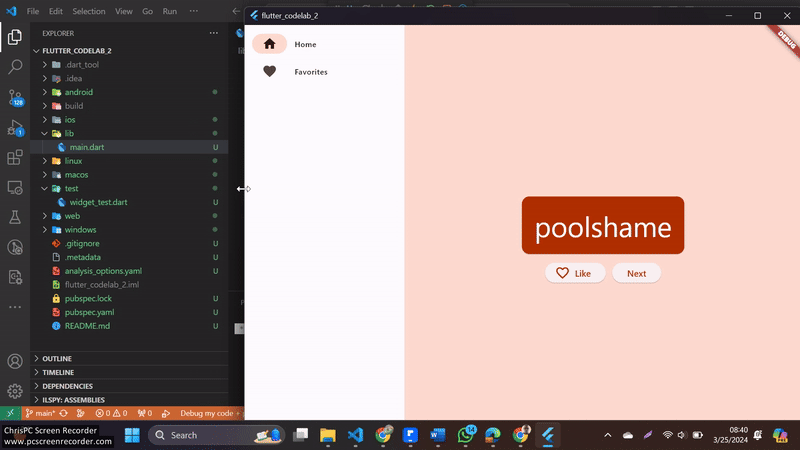 File Edit Selection View Go Run ···
flutter_codelab_2
EXPLORER ···
FLUTTER_CODELAB_2
.dart_tool
.idea
android
build
ios
lib
main.dart U
linux
macos
test
widget_test.dart U
web
windows
.gitignore U
.metadata U
analysis_options.yaml U
flutter_codelab_2.iml
pubspec.lock U
pubspec.yaml U
README.md U
OUTLINE
TIMELINE
DEPENDENCIES
ILSPY: ASSEMBLIES
128
1
Home
Favorites
DEBUG
poolshame
Like
Next
main* 0 0 0 Debug my code +
ChrisPC Screen Recorder
www.pcscreenrecorder.com
Search
14
08:40
3/25/2024